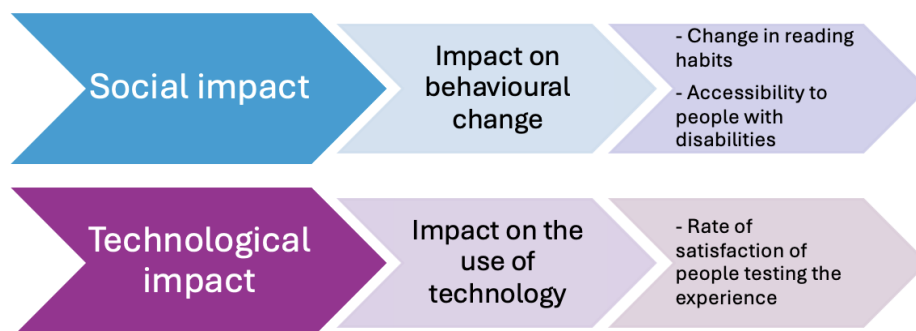 Social impact
Impact on
behavioural
change
- Change in reading
habits
- Accessibility to
people with
disabilities
Technological
impact
Impact on the
use of
technology
- Rate of
satisfaction of
people testing the
experience